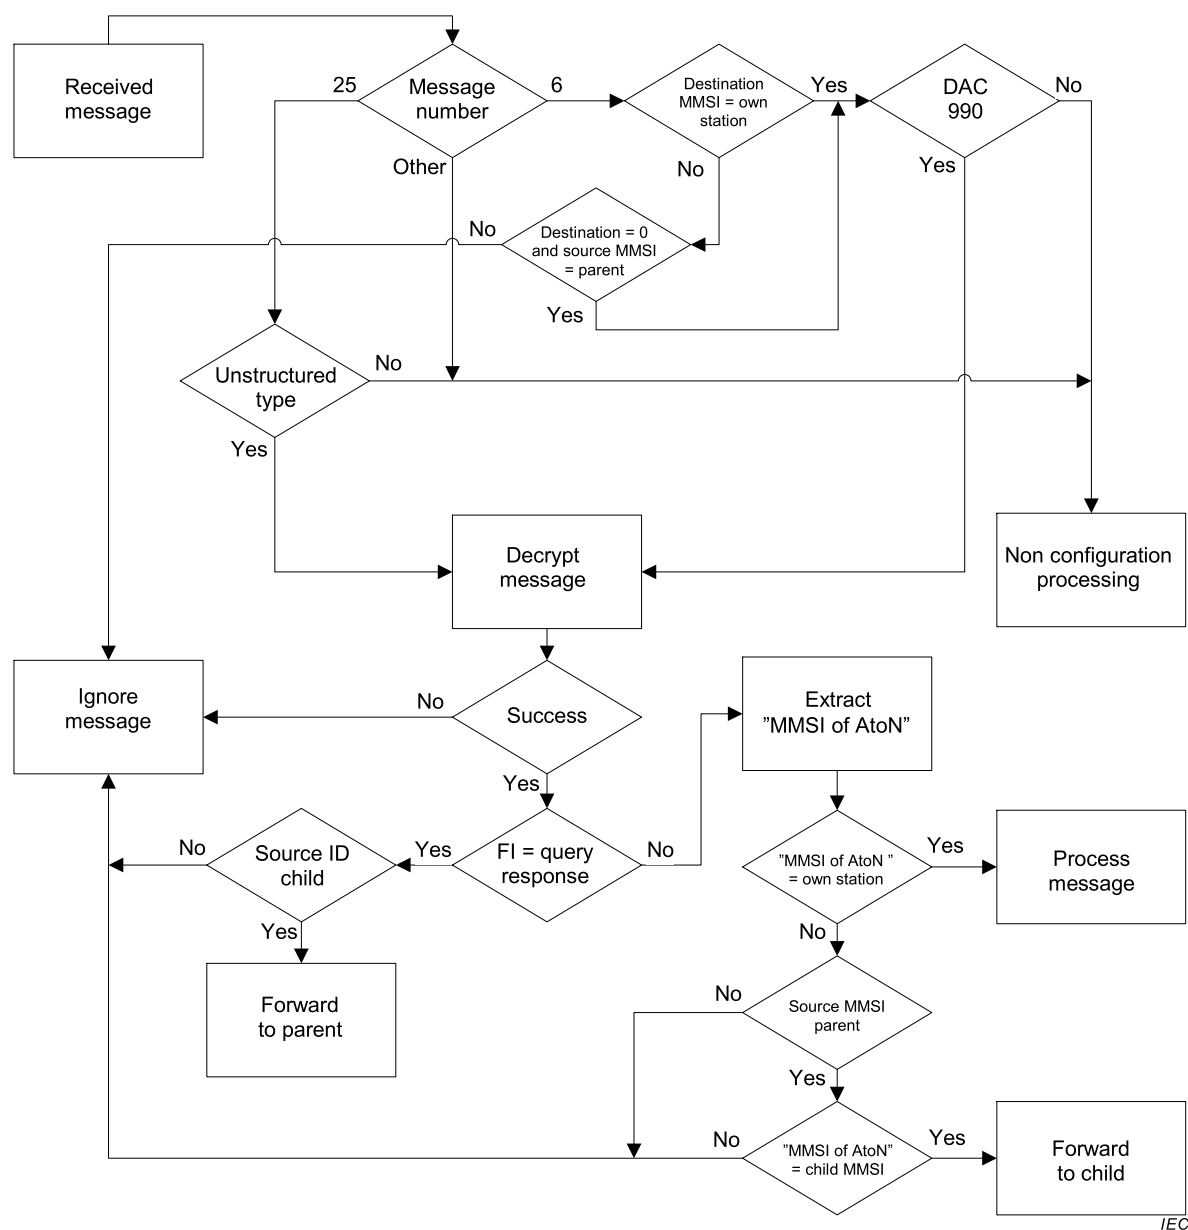 Received
message
25
Message
number
6
Other
Destination
MMSI = own
station
Yes
No
DAC
990
No
Yes
No
Destination = 0
and source MMSI
= parent
Yes
Unstructured
type
No
Yes
Decrypt
message
Non configuration
processing
Ignore
message
No
Success
Yes
Extract
”MMSI of AtoN”
No
Source ID
child
Yes
Yes
FI = query
response
No
”MMSI of AtoN ”
= own station
Yes
No
Process
message
Forward
to parent
No
Source MMSI
parent
Yes
No
”MMSI of AtoN”
= child MMSI
Yes
Forward
to child
IEC